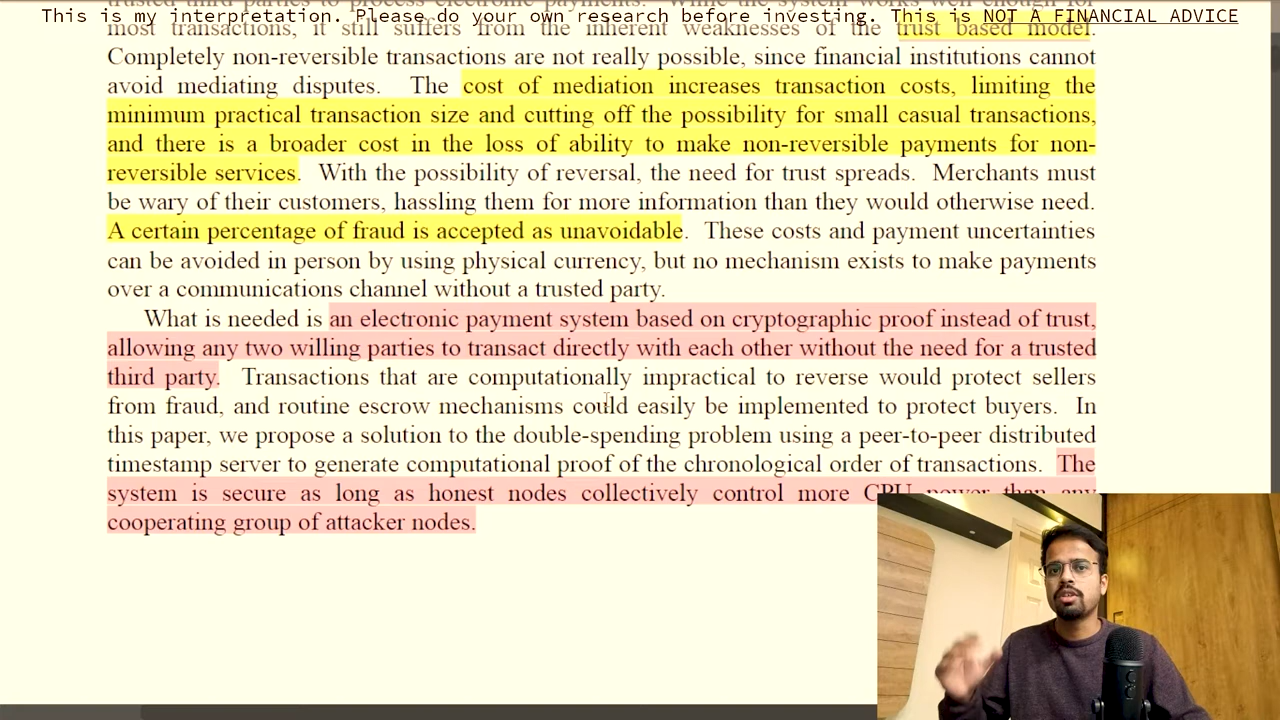 This is my interpretation. Please do your own research before investing. This is NOT A FINANCIAL ADVICE
most transactions, it still suffers from the inherent weaknesses of the trust based model.
Completely non-reversible transactions are not really possible, since financial institutions cannot
avoid mediating disputes. The cost of mediation increases transaction costs, limiting the
minimum practical transaction size and cutting off the possibility for small casual transactions,
and there is a broader cost in the loss of ability to make non-reversible payments for non-
reversible services. With the possibility of reversal, the need for trust spreads. Merchants must
be wary of their customers, hassling them for more information than they would otherwise need.
A certain percentage of fraud is accepted as unavoidable. These costs and payment uncertainties
can be avoided in person by using physical currency, but no mechanism exists to make payments
over a communications channel without a trusted party.
What is needed is an electronic payment system based on cryptographic proof instead of trust,
allowing any two willing parties to transact directly with each other without the need for a trusted
third party. Transactions that are computationally impractical to reverse would protect sellers
from fraud, and routine escrow mechanisms could easily be implemented to protect buyers. In
this paper, we propose a solution to the double-spending problem using a peer-to-peer distributed
timestamp server to generate computational proof of the chronological order of transactions. The
system is secure as long as honest nodes collectively control more CPU power than any
cooperating group of attacker nodes.